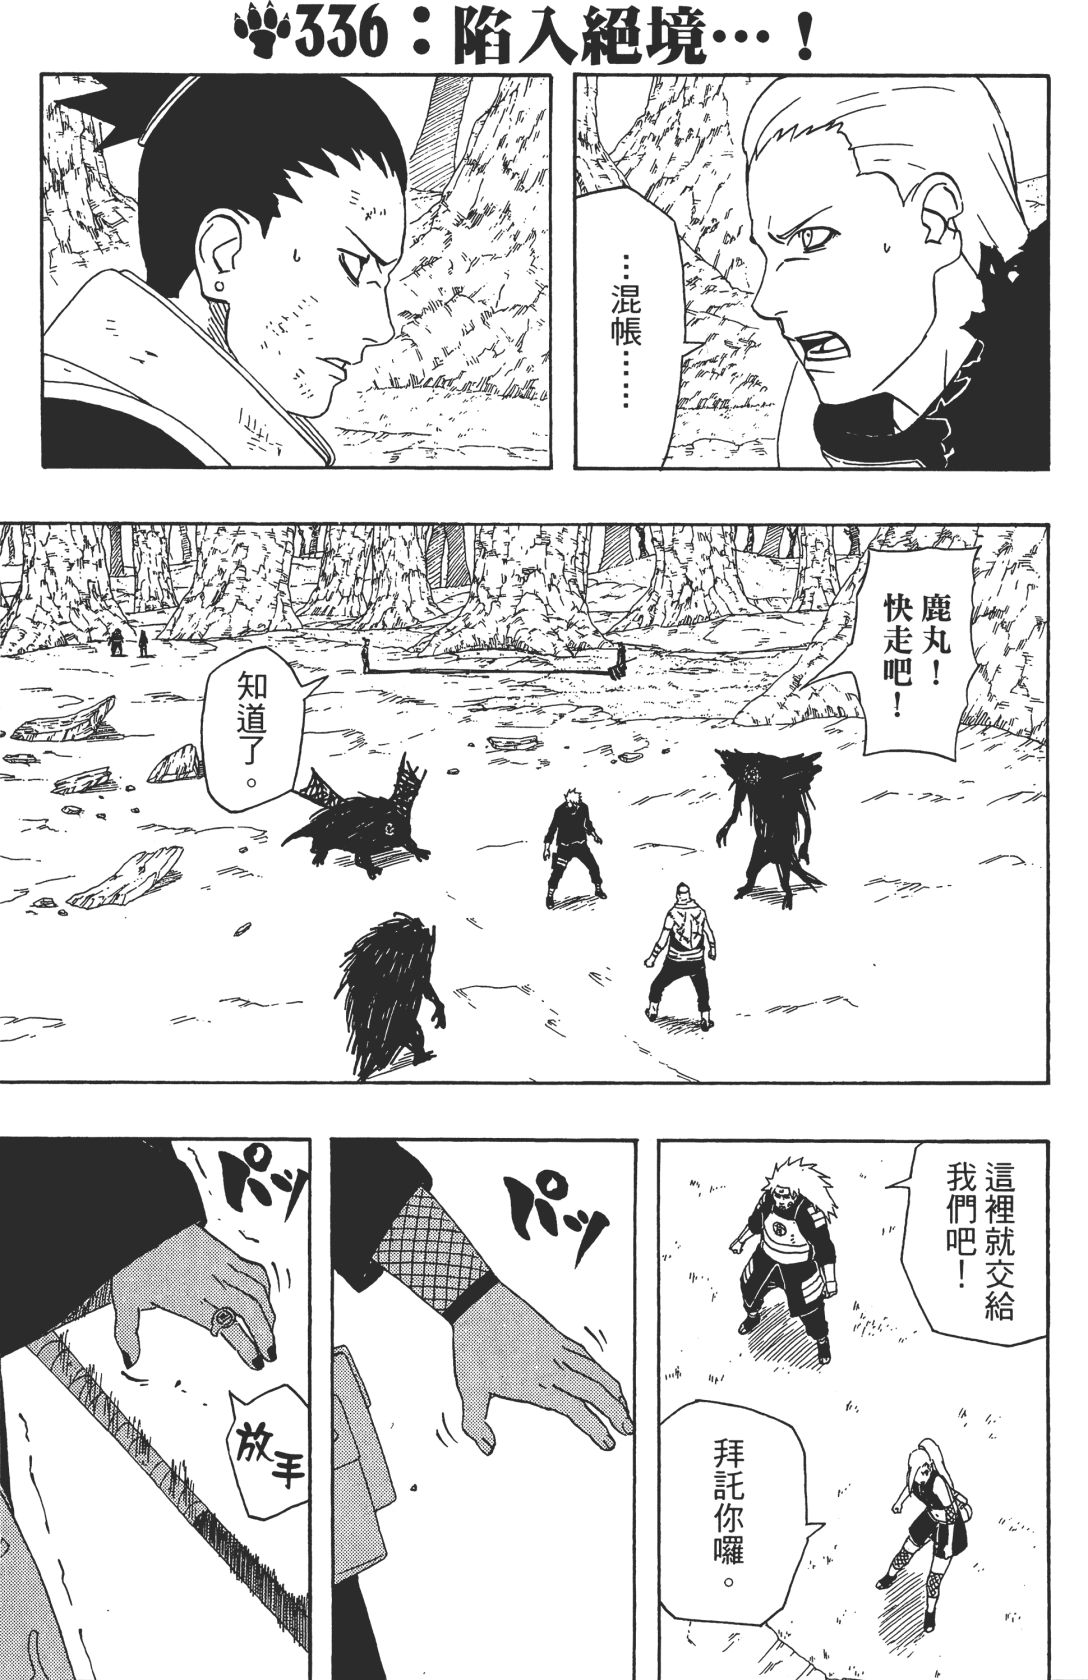 336：陷入絕境…！
…混帳……
鹿丸！
快走吧！
知道了。
這裡就交給
我們吧！
拜託你囉。
パッ
パッ
放手